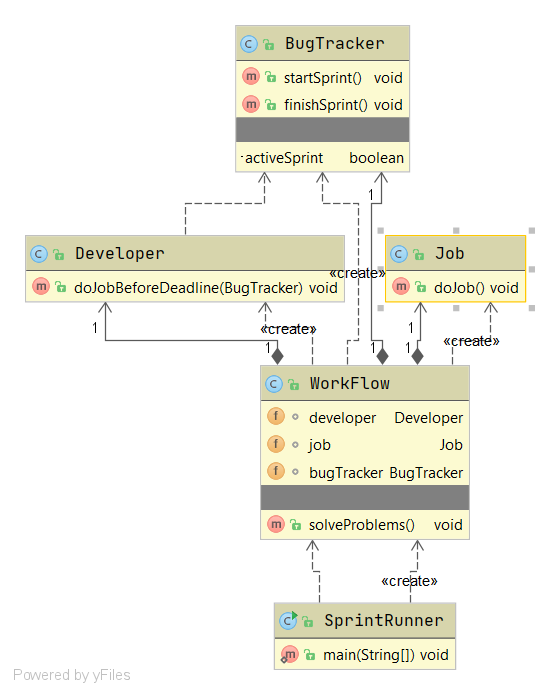 BugTracker
startSprint() void
finishSprint() void
activeSprint boolean
1
Developer
doJobBeforeDeadline(BugTracker) void
«create»
Job
doJob() void
1
«create»
1
«create»
1
1
1
WorkFlow
developer Developer
job Job
bugTracker BugTracker
solveProblems() void
«create»
SprintRunner
main(String[]) void
Powered by yFiles